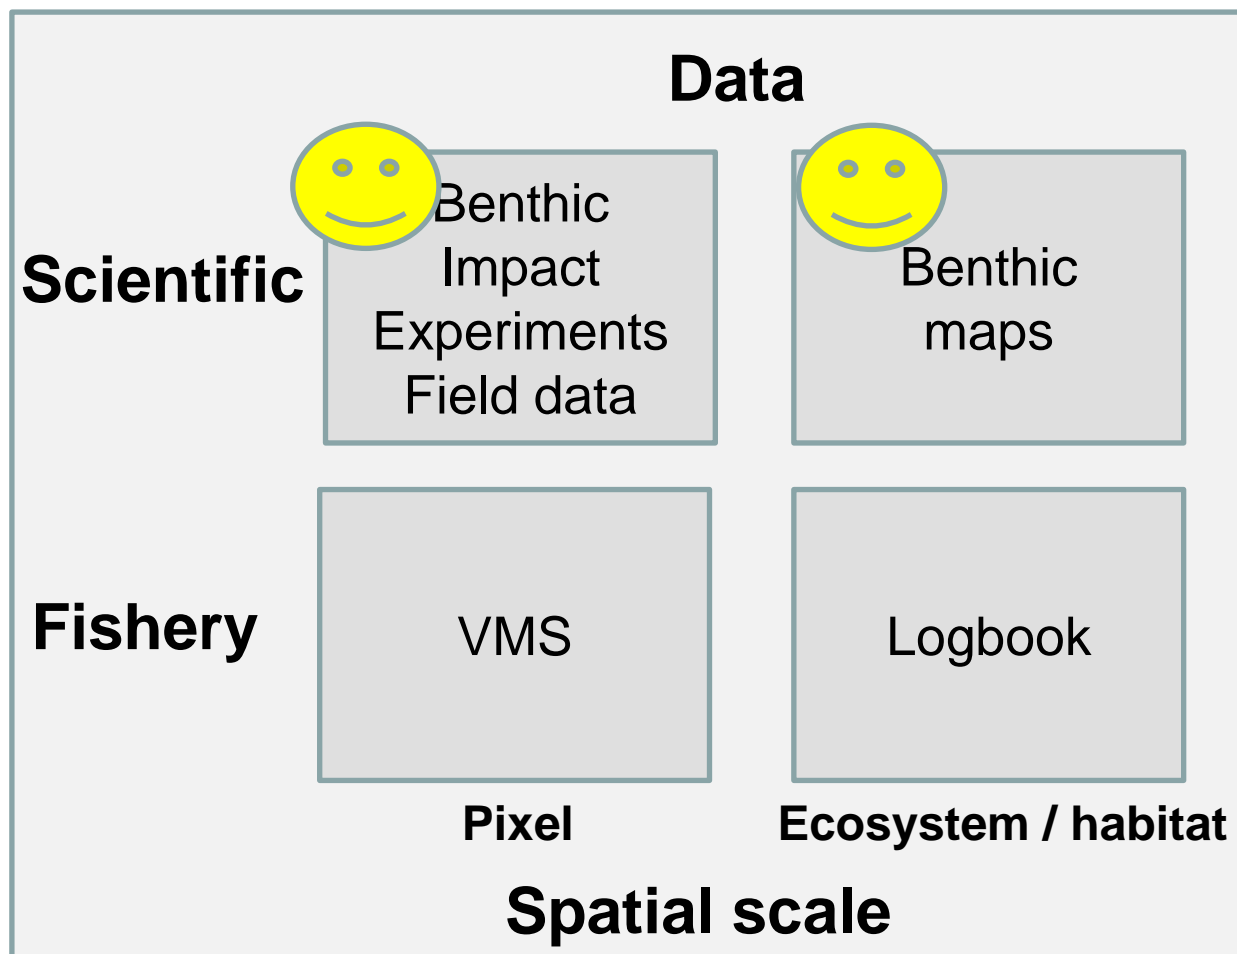 Data
Scientific
Benthic
Impact
Experiments
Field data
Benthic
maps
Fishery
VMS
Logbook
Pixel
Ecosystem / habitat
Spatial scale